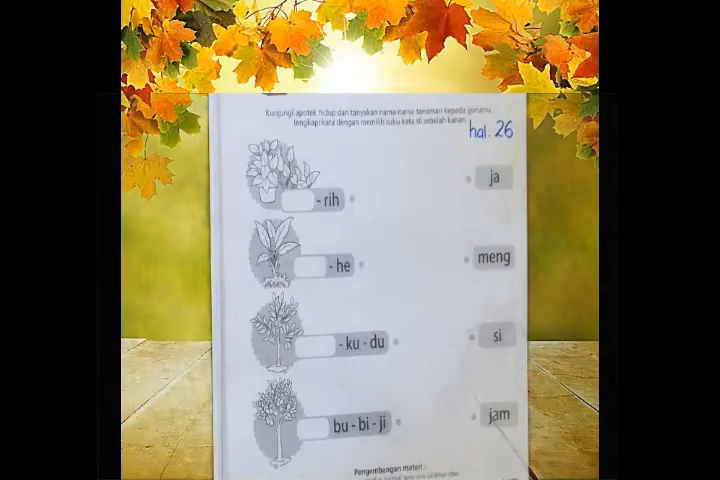 Kunjungi apotek hidup dan tanyakan nama-nama tanaman kepada gurumu,
lengkapi kata dengan memilih suku kata di sebelah kanan
hal. 26
- rih
ja
- he
meng
- ku - du
si
bu - bi - ji
jam
Pengembangan materi :